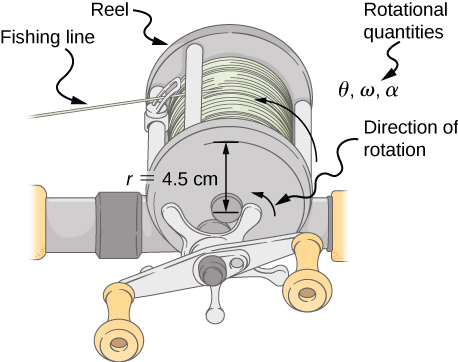 Reel
Rotational
quantities
Fishing line
θ, ω, α
Direction of
rotation
r = 4.5 cm